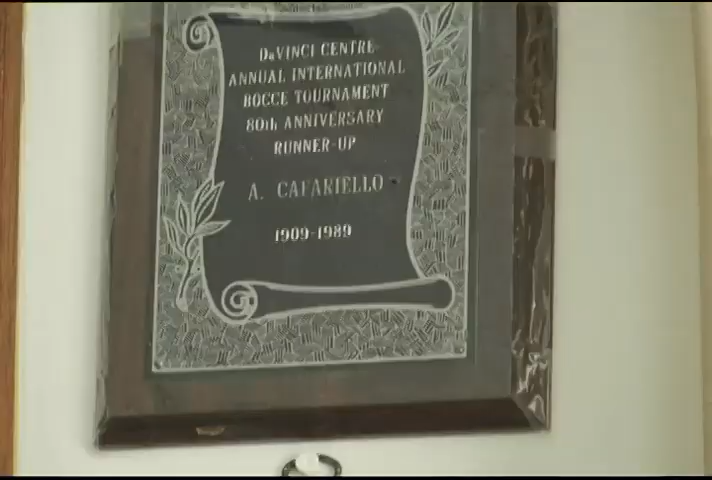 DaVINCI CENTRE
ANNUAL INTERNATIONAL
BOCCE TOURNAMENT
80th ANNIVERSARY
RUNNER-UP
A. CAFARIELLO
1909-1989